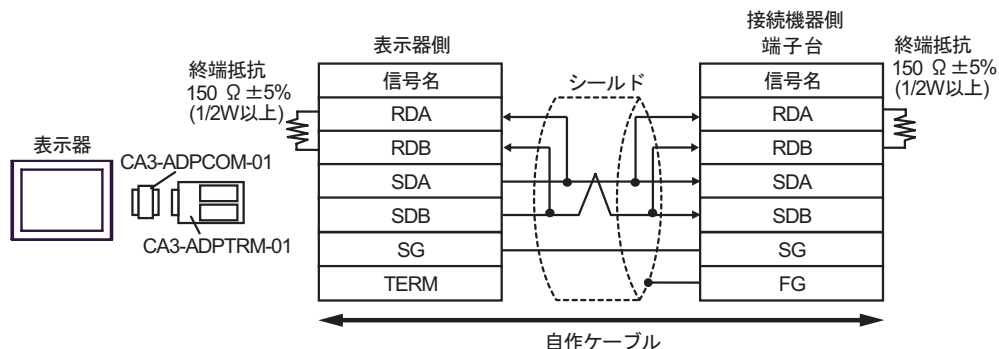 接続機器側
表示器側
端子台
終端抵抗
150 Ω ±5%
(1/2W以上)
終端抵抗
150 Ω ±5%
(1/2W以上)
信号名
シールド
信号名
RDA
RDA
RDB
RDB
表示器
CA3-ADPCOM-01
SDA
SDA
SDB
SDB
CA3-ADPTRM-01
SG
SG
TERM
FG
自作ケーブル